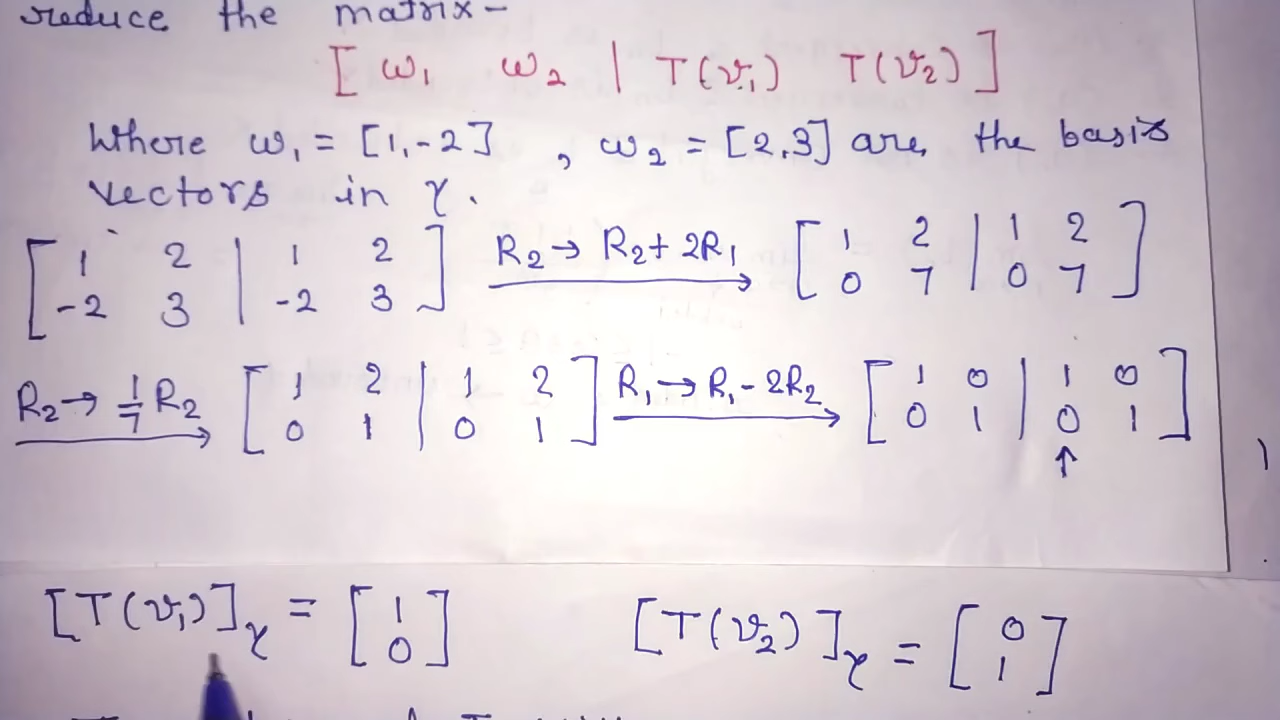 reduce the matrix-
[ w₁ w₂ | T(v₁) T(v₂) ]
Where w₁ = [1,-2] , w₂ = [2,3] are the basis
vectors in γ.
[ 1 2 | 1 2 ] R₂→ R₂+ 2R₁ [ 1 2 | 1 2 ]
[ -2 3 | -2 3 ] [ 0 7 | 0 7 ]
R₂→ 1/7 R₂ [ 1 2 | 1 2 ] R₁→ R₁- 2R₂ [ 1 0 | 1 0 ]
[ 0 1 | 0 1 ] [ 0 1 | 0 1 ]
↑
[T(v₁)]γ = [ 1 0 ] [T(v₂)]γ = [ 0 1 ]